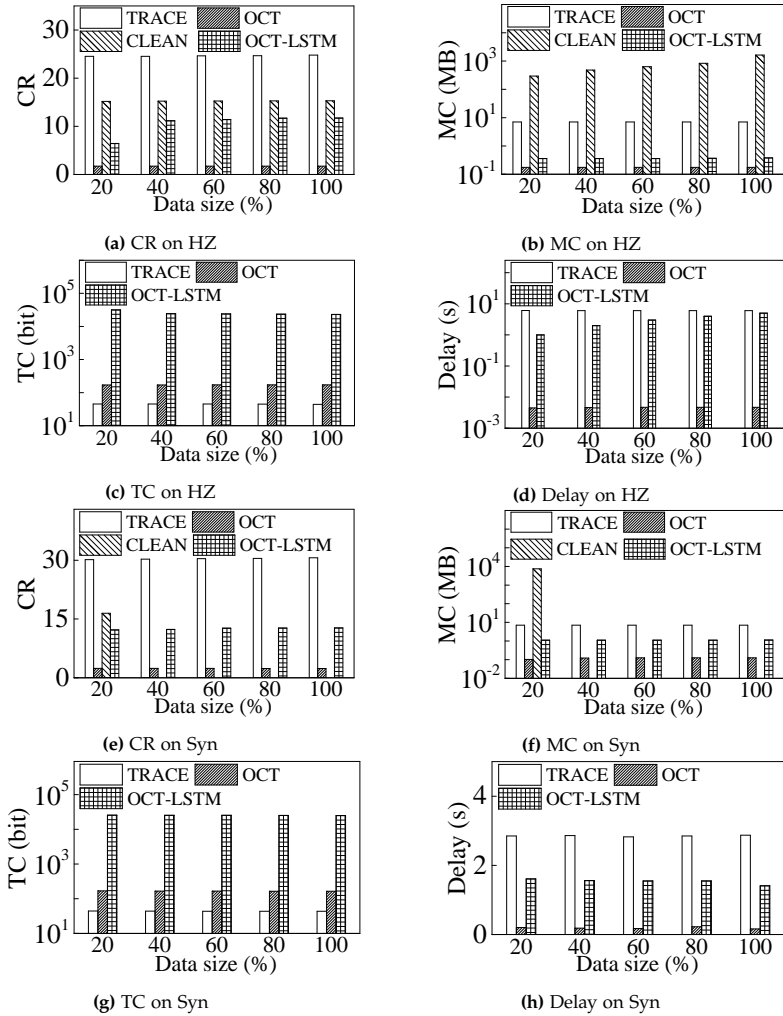 TRACE OCT
CLEAN OCT-LSTM
CR
30
20
10
0
20 40 60 80 100
Data size (%)
(a) CR on HZ
TRACE OCT
CLEAN OCT-LSTM
MC (MB)
10^3
10^1
10^-1
20 40 60 80 100
Data size (%)
(b) MC on HZ
TRACE OCT
OCT-LSTM
TC (bit)
10^5
10^3
10^1
20 40 60 80 100
Data size (%)
(c) TC on HZ
TRACE OCT
OCT-LSTM
Delay (s)
10^1
10^-1
10^-3
20 40 60 80 100
Data size (%)
(d) Delay on HZ
TRACE OCT
CLEAN OCT-LSTM
CR
30
15
0
20 40 60 80 100
Data size (%)
(e) CR on Syn
TRACE OCT
CLEAN OCT-LSTM
MC (MB)
10^4
10^1
10^-2
20 40 60 80 100
Data size (%)
(f) MC on Syn
TRACE OCT
OCT-LSTM
TC (bit)
10^5
10^3
10^1
20 40 60 80 100
Data size (%)
(g) TC on Syn
TRACE OCT
OCT-LSTM
Delay (s)
4
2
0
20 40 60 80 100
Data size (%)
(h) Delay on Syn